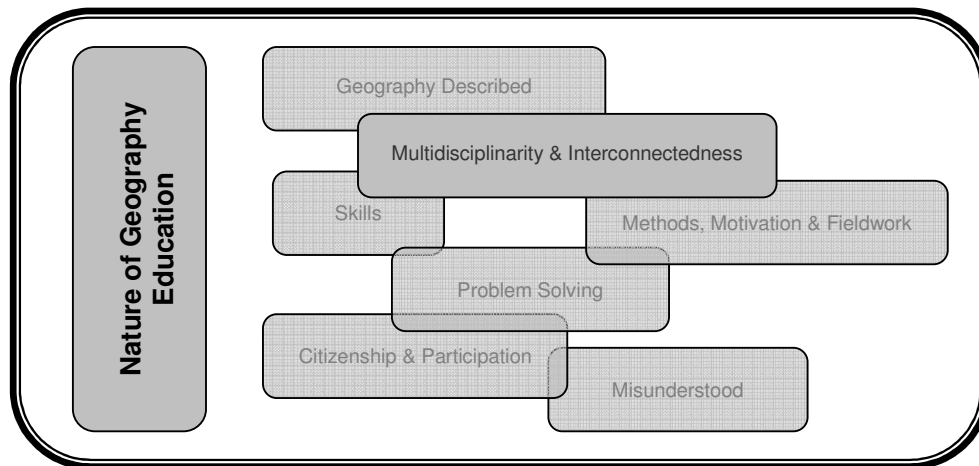 Nature of Geography
Education
Geography Described
Multidisciplinarity & Interconnectedness
Skills
Methods, Motivation & Fieldwork
Problem Solving
Citizenship & Participation
Misunderstood